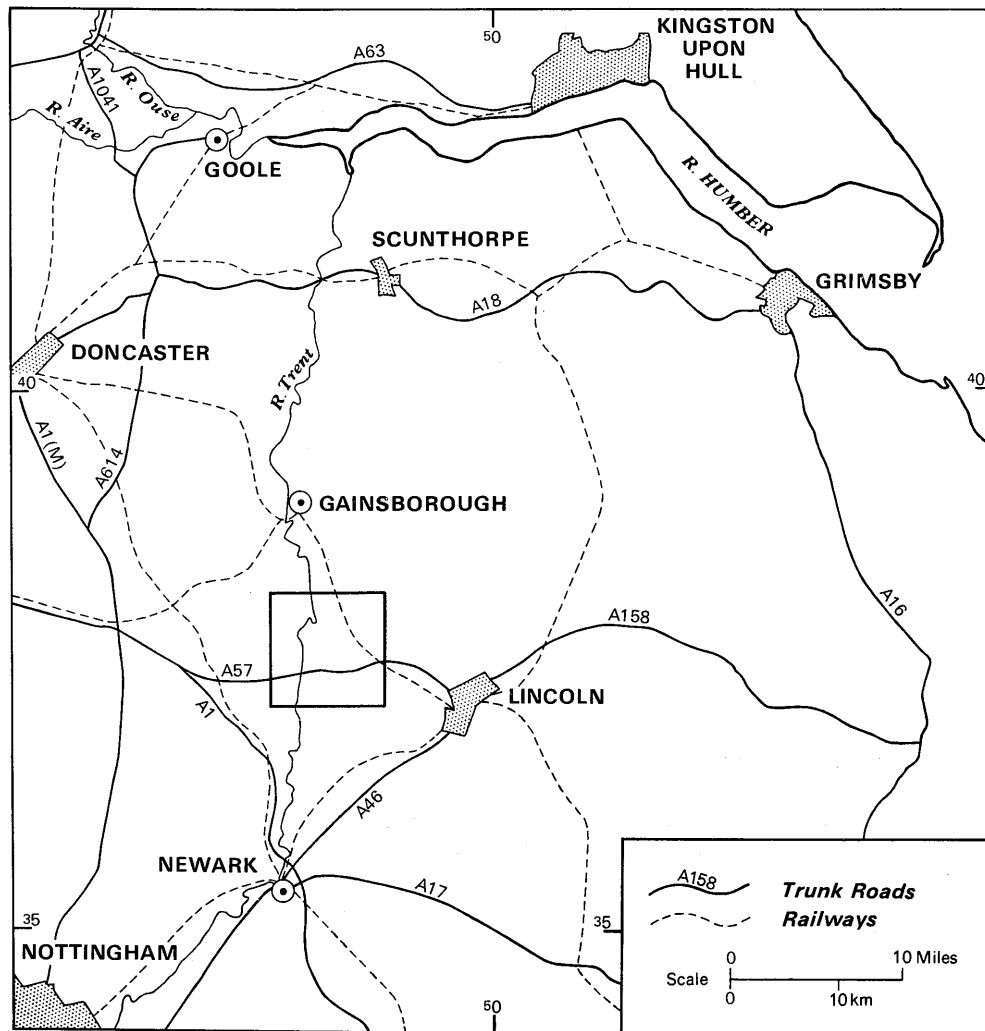 50
KINGSTON
UPON
HULL
A63
A1041
R. Ouse
R. Aire
GOOLE
R. HUMBER
SCUNTHORPE
GRIMSBY
A18
DONCASTER
R. Trent
40
40
A1(M)
A614
GAINSBOROUGH
A16
A158
A57
LINCOLN
A1
A46
NEWARK
A17
35
35
NOTTINGHAM
50
A158
Trunk Roads
Railways
0 10 Miles
Scale
0 10km